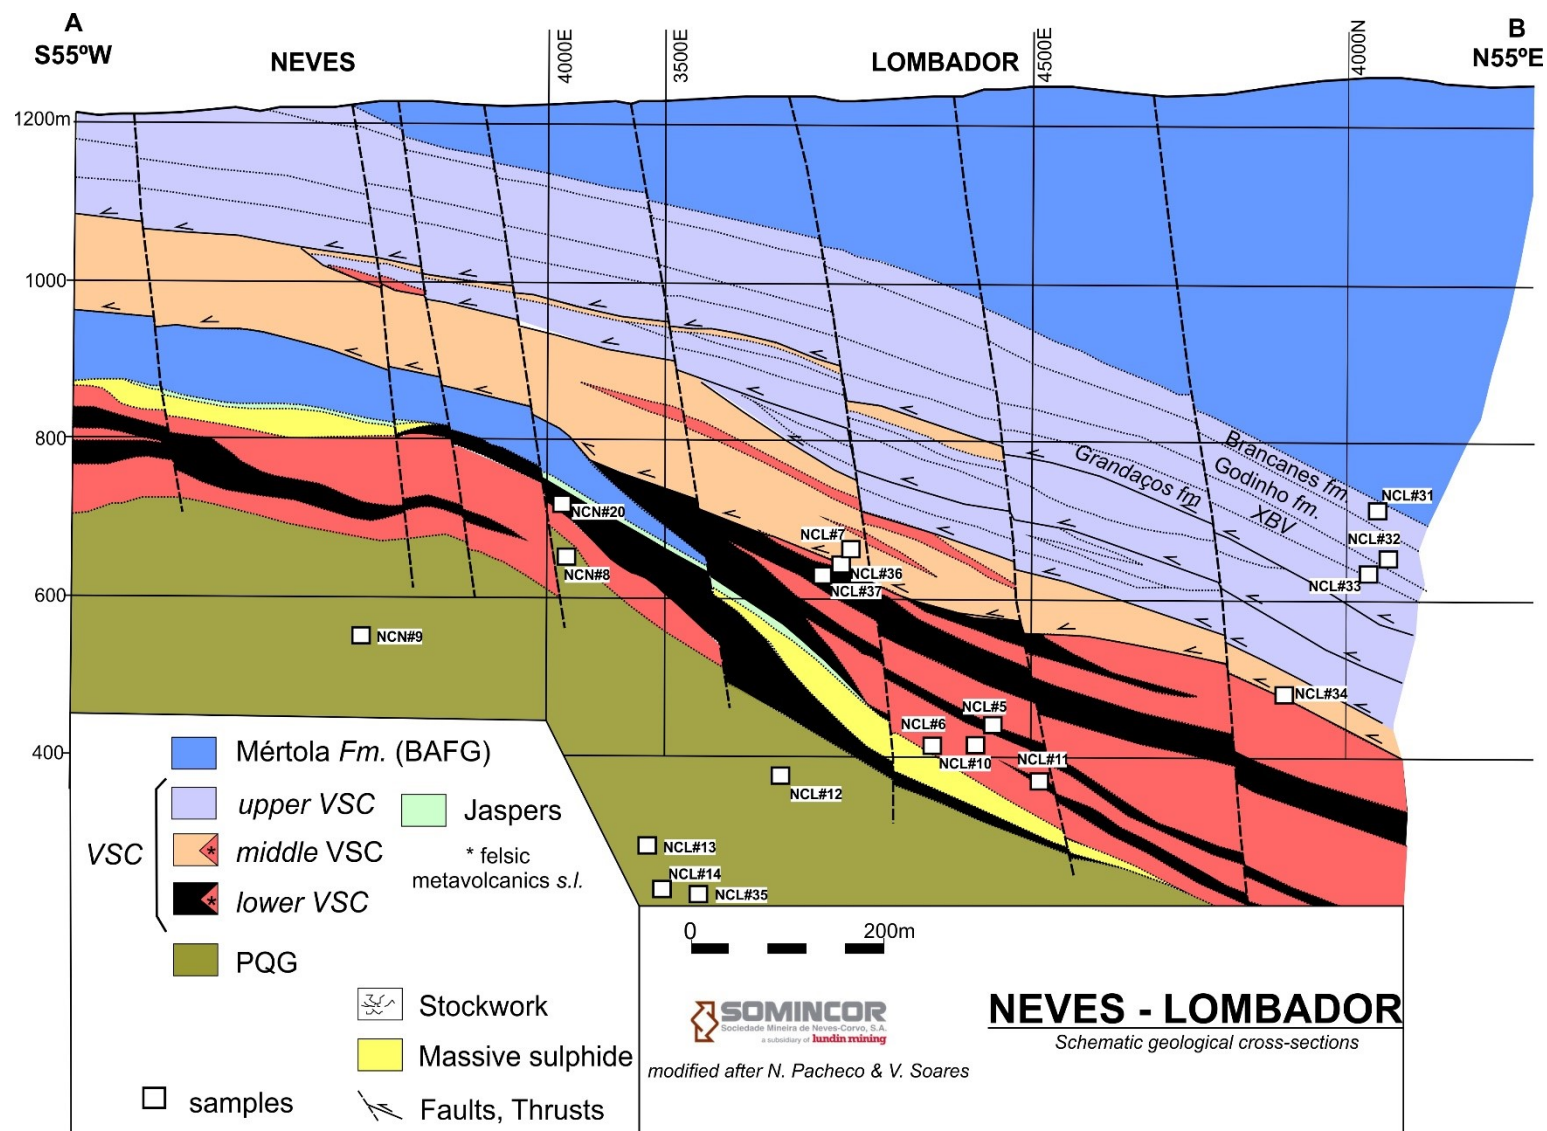 A
S55ºW
NEVES
4000E
3500E
LOMBADOR
4500E
4000N
B
N55ºE
1200m
1000
800
600
400
Brancanes fm.
Godinho fm.
XBV
Grandaços fm
NCL#31
NCL#32
NCL#33
NCN#20
NCN#8
NCN#9
NCL#7
NCL#36
NCL#37
NCL#34
NCL#5
NCL#6
NCL#10
NCL#11
NCL#12
NCL#13
NCL#14
NCL#35
Mértola Fm. (BAFG)
VSC
upper VSC
* middle VSC
* lower VSC
PQG
Jaspers
* felsic
metavolcanics s.l.
Stockwork
Massive sulphide
samples
Faults, Thrusts
0 200m
SOMINCOR
Sociedade Mineira de Neves-Corvo, S.A.
a subsidiary of lundin mining
modified after N. Pacheco & V. Soares
NEVES - LOMBADOR
Schematic geological cross-sections